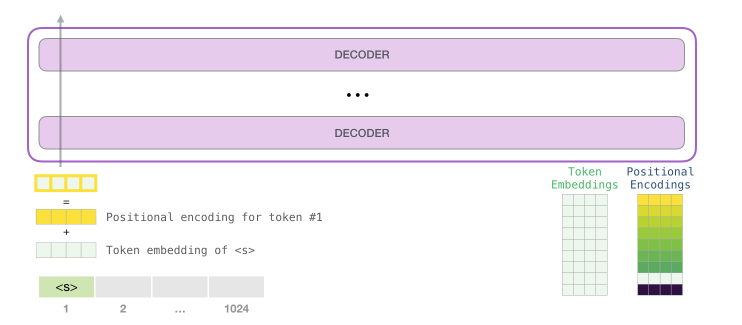 DECODER
...
DECODER
=
Positional encoding for token #1
+
Token embedding of <s>
<s>
1 2 ... 1024
Token
Embeddings
Positional
Encodings